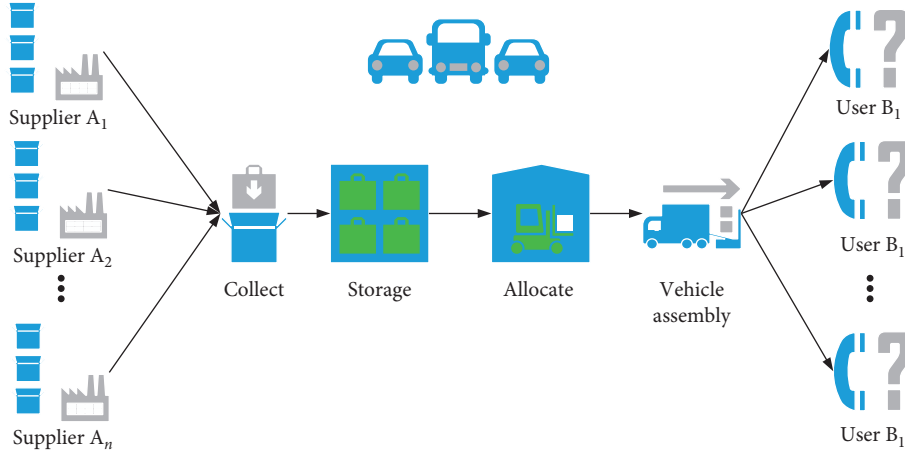 Supplier A1
Supplier A2
Supplier An
Collect
Storage
Allocate
Vehicle
assembly
User B1
User B1
User B1